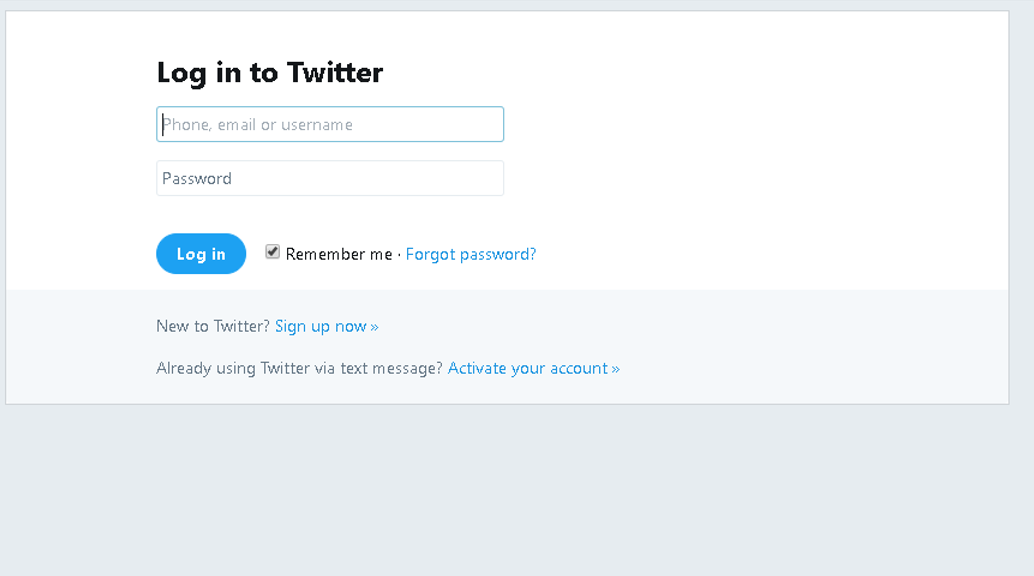 Log in to Twitter
Phone, email or username
Password
Log in Remember me · Forgot password?
New to Twitter? Sign up now »
Already using Twitter via text message? Activate your account »